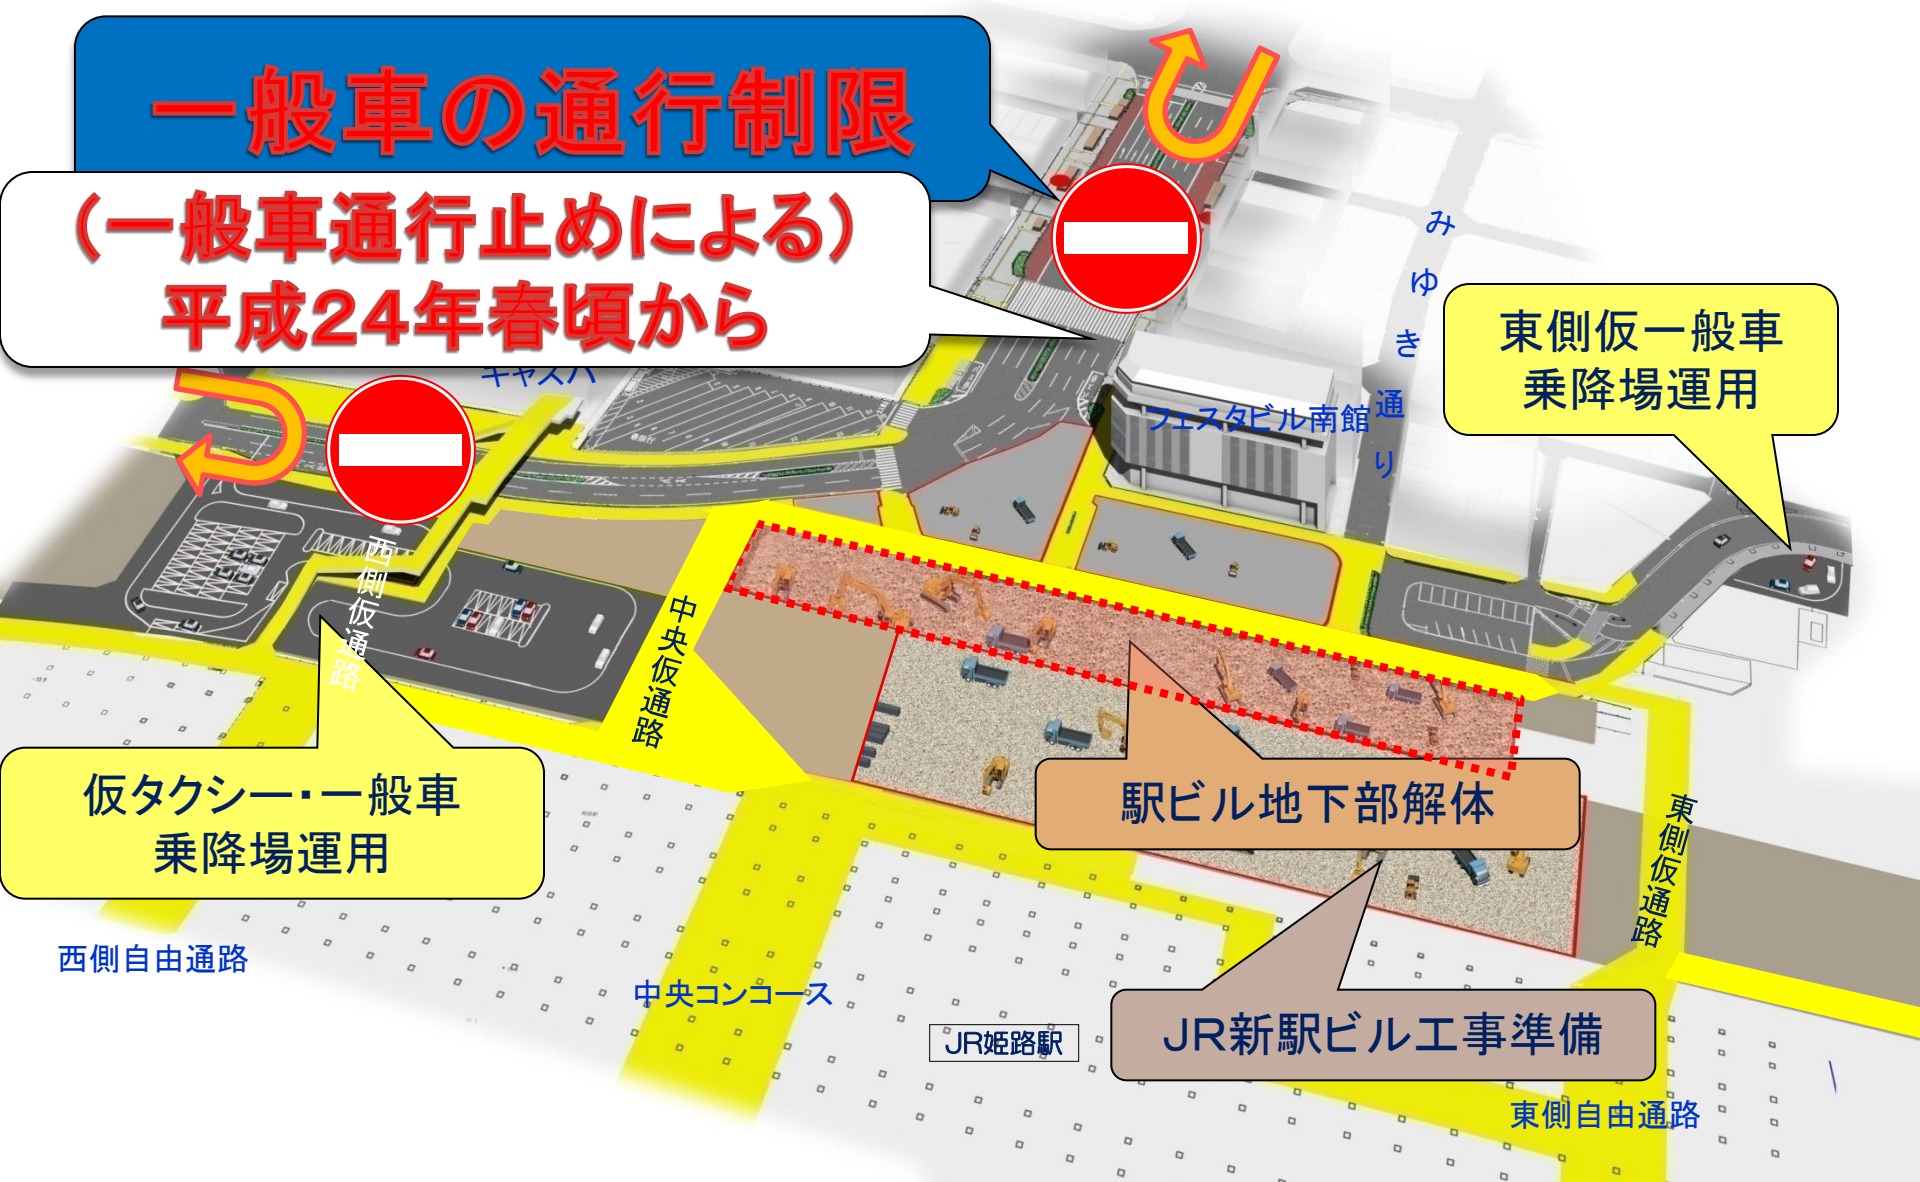 一般車の通行制限
（一般車通行止めによる）
平成２４年春頃から
キャスパ
みゆき通り
フェスタビル南館
東側仮一般車
乗降場運用
西側仮通路
中央仮通路
仮タクシー・一般車
乗降場運用
駅ビル地下部解体
東側仮通路
西側自由通路
中央コンコース
ＪＲ姫路駅
ＪＲ新駅ビル工事準備
東側自由通路